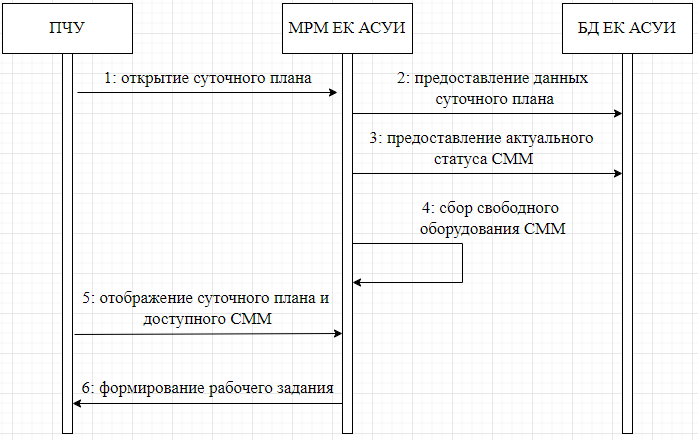 ПЧУ
МРМ ЕК АСУИ
БД ЕК АСУИ
1: открытие суточного плана
2: предоставление данных
суточного плана
3: предоставление актуального
статуса СММ
4: сбор свободного
оборудования СММ
5: отображение суточного плана и
доступного СММ
6: формирование рабочего задания